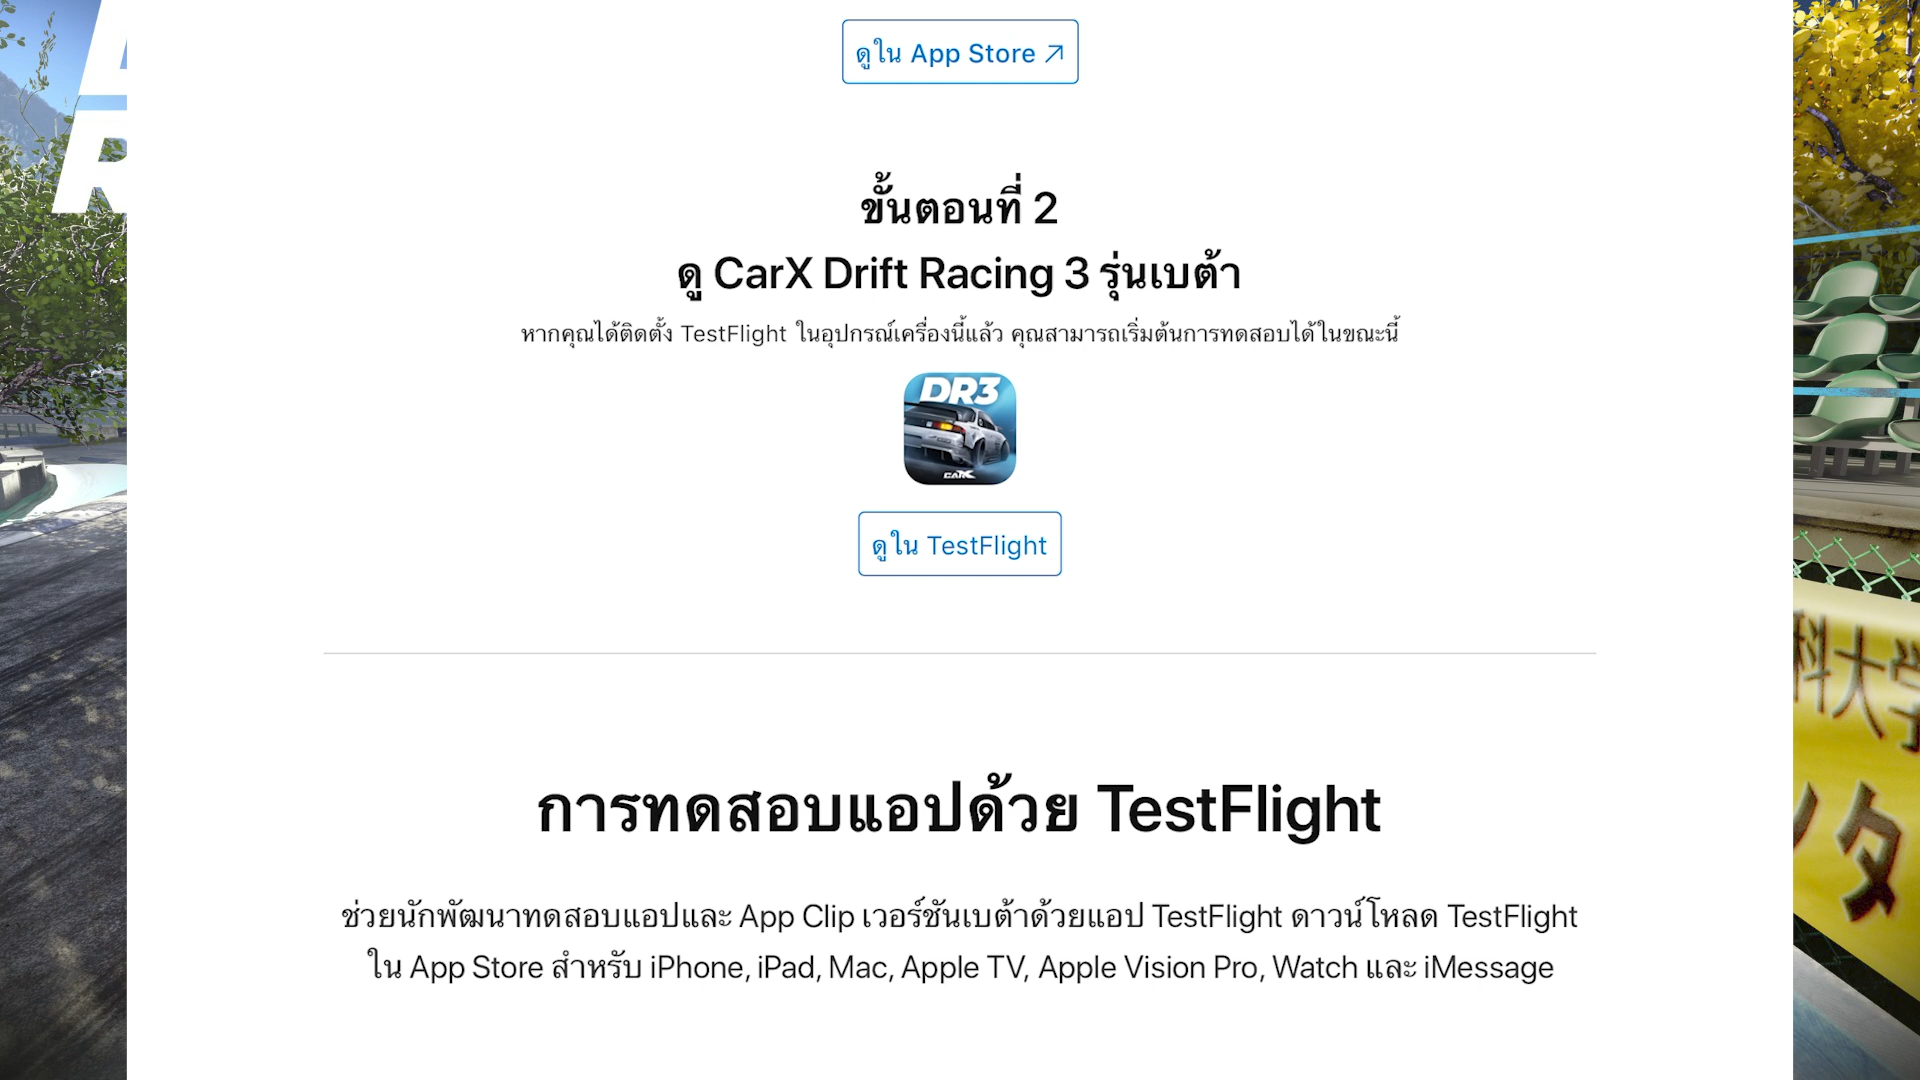 ดูใน App Store ↗
ขั้นตอนที่ 2
ดู CarX Drift Racing 3 รุ่นเบต้า
หากคุณได้ติดตั้ง TestFlight ในอุปกรณ์เครื่องนี้แล้ว คุณสามารถเริ่มต้นการทดสอบได้ในขณะนี้
DR3
CARX
ดูใน TestFlight
การทดสอบแอปด้วย TestFlight
ช่วยนักพัฒนาทดสอบแอปและ App Clip เวอร์ชันเบต้าด้วยแอป TestFlight ดาวน์โหลด TestFlight
ใน App Store สำหรับ iPhone, iPad, Mac, Apple TV, Apple Vision Pro, Watch และ iMessage
R
科大学
タ